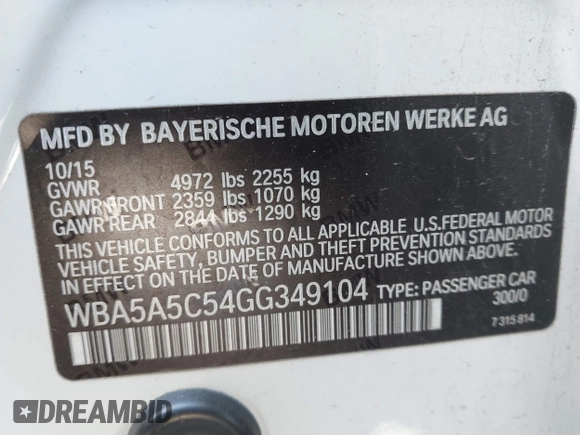 MFD BY BAYERISCHE MOTOREN WERKE AG
10/15
GVWR 4972 lbs 2255 kg
GAWR FRONT 2359 lbs 1070 kg
GAWR REAR 2844 lbs 1290 kg
THIS VEHICLE CONFORMS TO ALL APPLICABLE U.S.FEDERAL MOTOR
VEHICLE SAFETY, BUMPER AND THEFT PREVENTION STANDARDS
IN EFFECT ON THE DATE OF MANUFACTURE SHOWN ABOVE.
WBA5A5C54GG349104 TYPE: PASSENGER CAR
300/0
7 315 814
DREAMBID